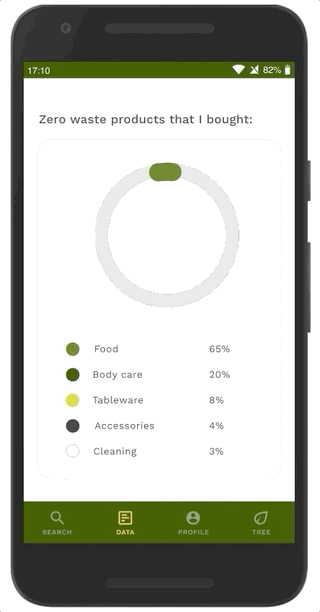 17:10 82%
Zero waste products that I bought:
Food 65%
Body care 20%
Tableware 8%
Accessories 4%
Cleaning 3%
SEARCH DATA PROFILE TREE